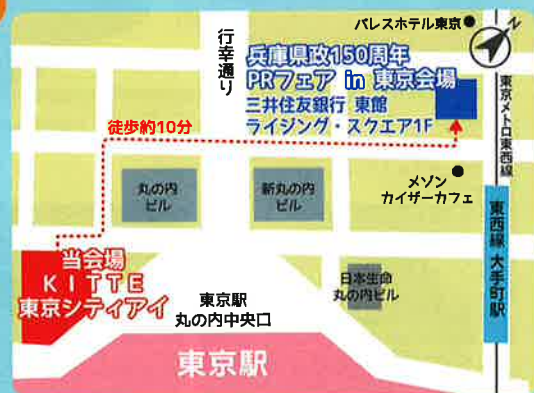 パレスホテル東京
N
行幸通り
兵庫県政150周年
PRフェア in 東京会場
三井住友銀行 東館
ライジング・スクエア1F
東京メトロ東西線
徒歩約10分
丸の内
ビル
新丸の内
ビル
メゾン
カイザーカフェ
東西線 大手町駅
当会場
KITTE
東京シティアイ
東京駅
丸の内中央口
日本生命
丸の内ビル
東京駅